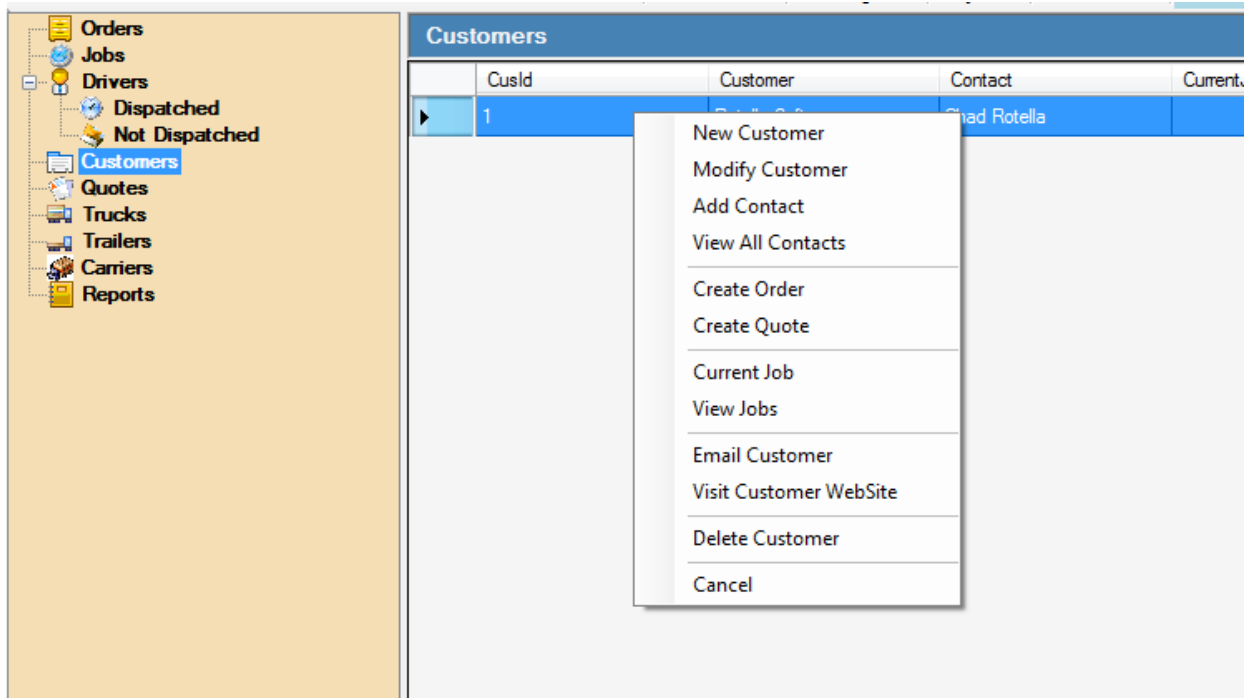 Orders
Jobs
Drivers
Dispatched
Not Dispatched
Customers
Quotes
Trucks
Trailers
Carriers
Reports
Customers
CusId Customer Contact
1 Rotella
New Customer
Modify Customer
Add Contact
View All Contacts
Create Order
Create Quote
Current Job
View Jobs
Email Customer
Visit Customer WebSite
Delete Customer
Cancel